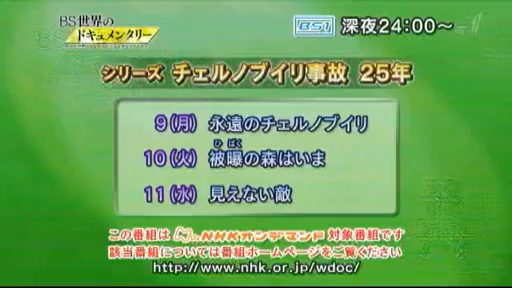 BS世界の
ドキュメンタリー
BS1 深夜24:00~
シリーズ チェルノブイリ事故 25年
9(月) 永遠のチェルノブイリ
ひばく
10(火) 被曝の森はいま
11(水) 見えない敵
この番組は NHKオンデマンド 対象番組です
該当番組については番組ホームページをご覧ください
http://www.nhk.or.jp/wdoc/